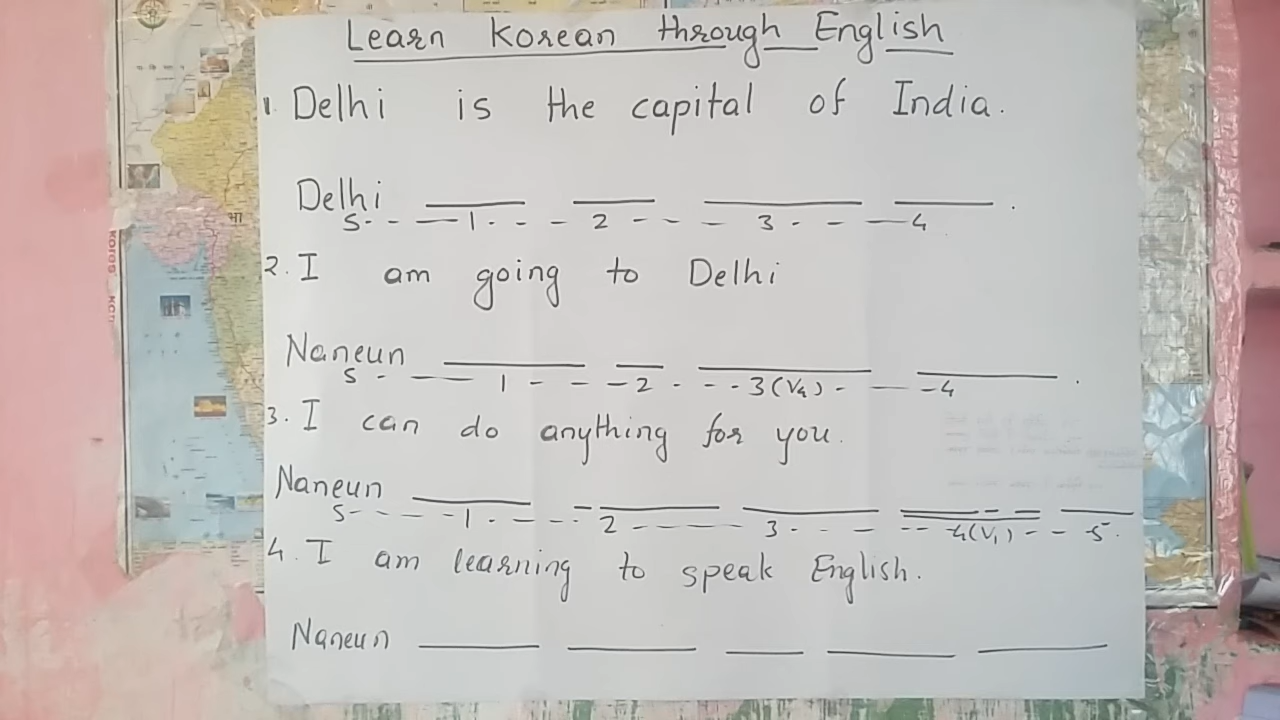 Learn Korean through English
1. Delhi is the capital of India.
Delhi ____ ____ ____ ____ .
S 1 2 3 4
2. I am going to Delhi
Naneun ____ ____ ____ ____ .
S 1 2 3(V4) 4
3. I can do anything for you.
Naneun ____ ____ ____ ____ ____
S 1 2 3 4(V1) 5.
4. I am learning to speak English.
Naneun ____ ____ ____ ____ ____